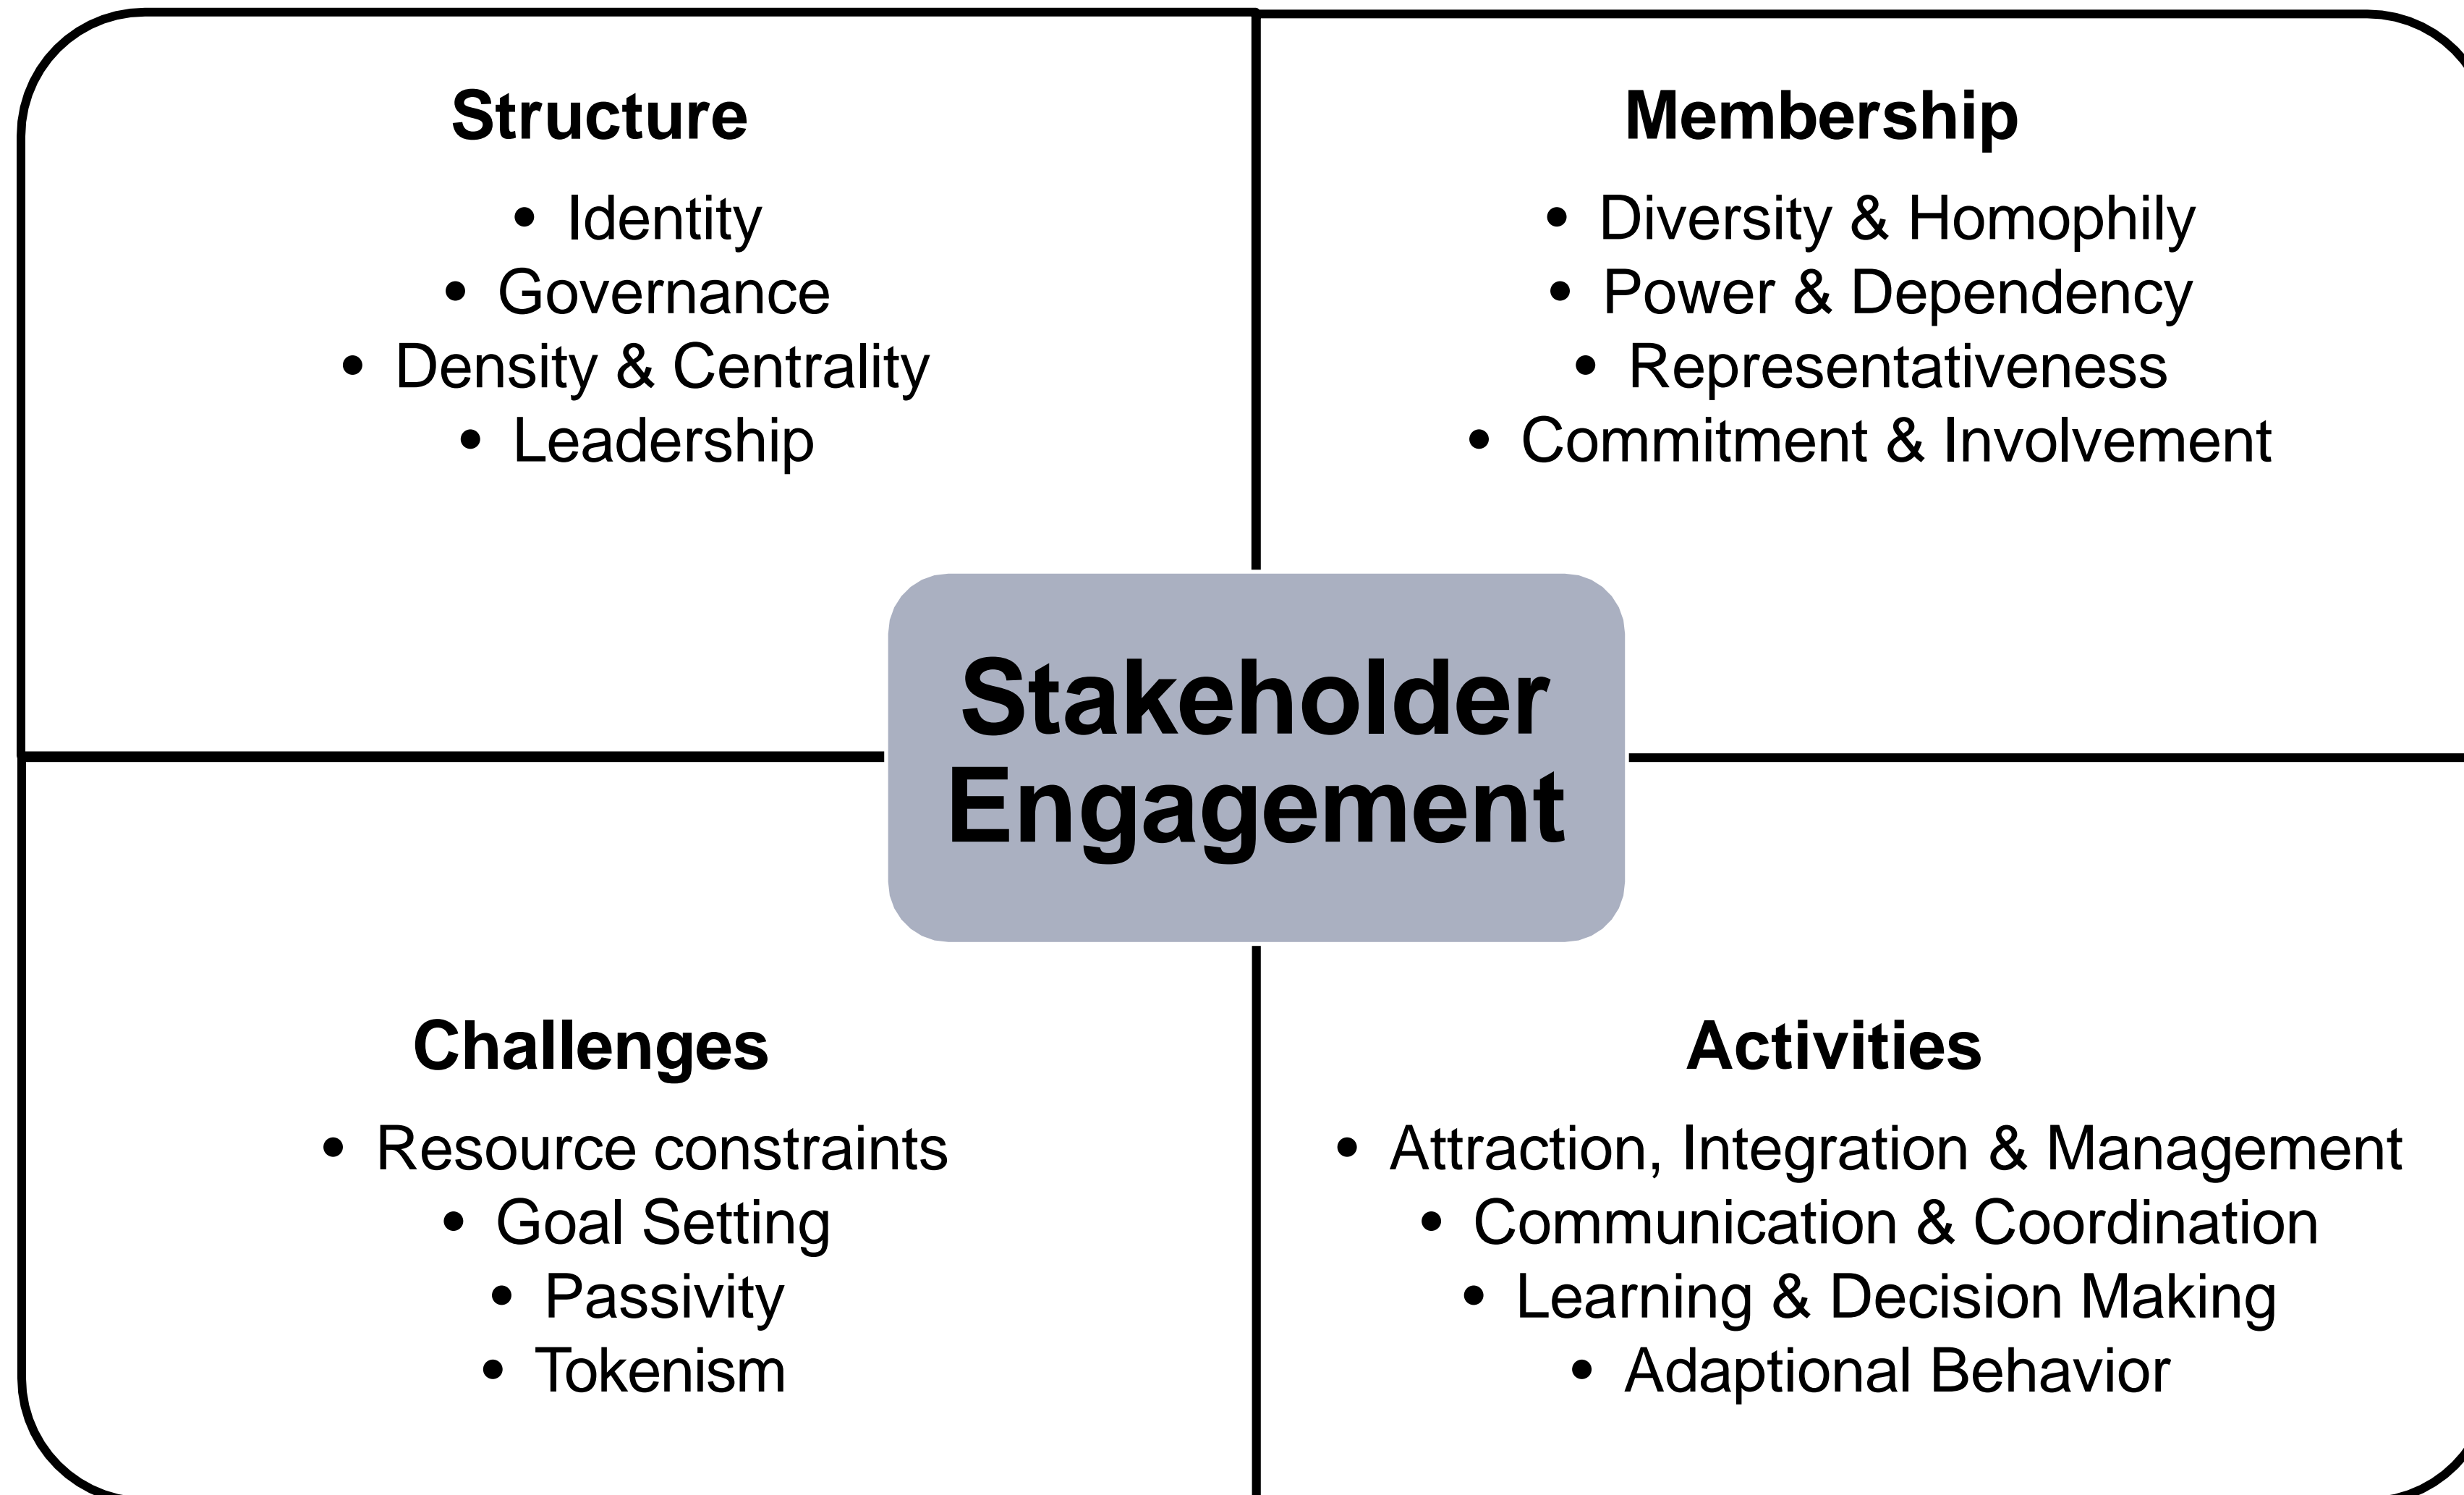 Structure
• Identity
• Governance
• Density & Centrality
• Leadership
Membership
• Diversity & Homophily
• Power & Dependency
• Representativeness
• Commitment & Involvement
Stakeholder
Engagement
Challenges
• Resource constraints
• Goal Setting
• Passivity
• Tokenism
Activities
• Attraction, Integration & Management
• Communication & Coordination
• Learning & Decision Making
• Adaptional Behavior